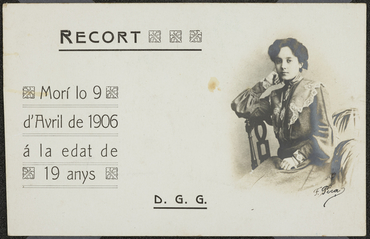 RECORT
Morí lo 9
d'Avril de 1906
á la edat de
19 anys
D. G. G.